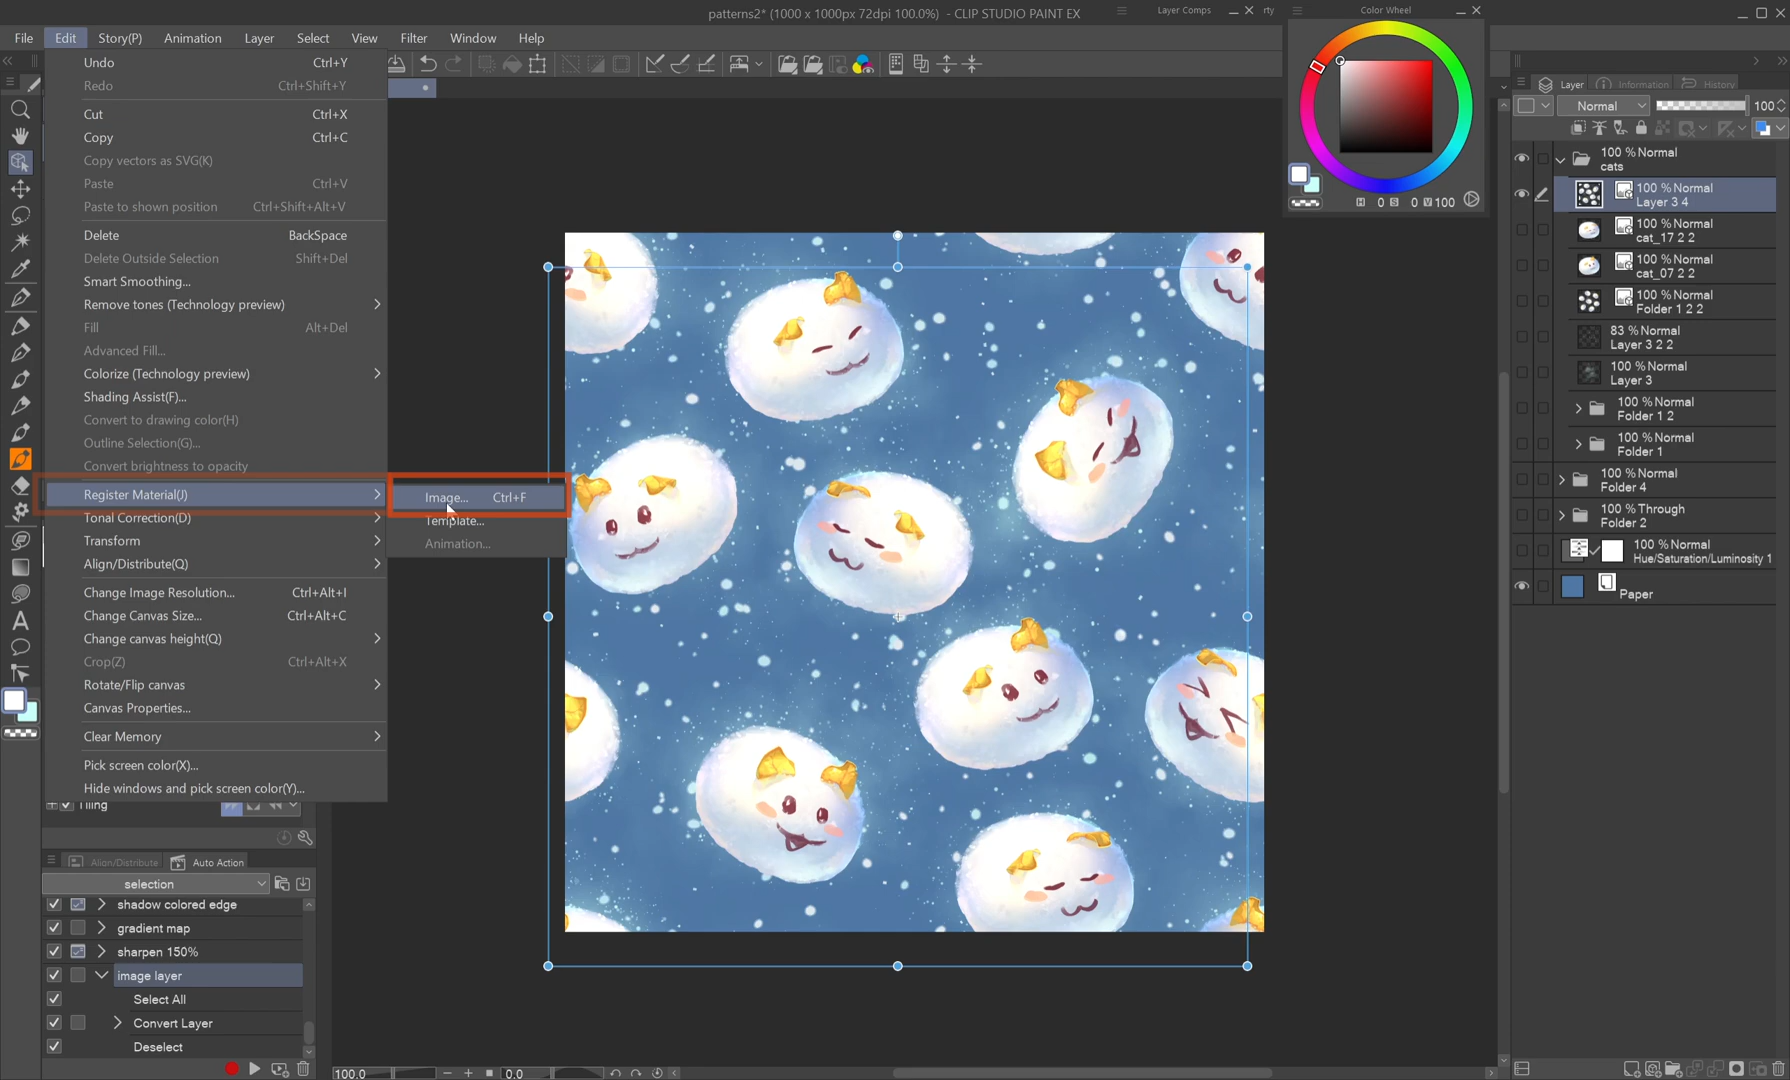 patterns2* (1000 x 1000px 72dpi 100.0%) - CLIP STUDIO PAINT EX
Layer Comps
rty
Color Wheel
File Edit Story(P) Animation Layer Select View Filter Window Help
Undo Ctrl+Y
Redo Ctrl+Shift+Y
Cut Ctrl+X
Copy Ctrl+C
Copy vectors as SVG(K)
Paste Ctrl+V
Paste to shown position Ctrl+Shift+Alt+V
Delete BackSpace
Delete Outside Selection Shift+Del
Smart Smoothing...
Remove tones (Technology preview)
Fill Alt+Del
Advanced Fill...
Colorize (Technology preview)
Shading Assist(F)...
Convert to drawing color(H)
Outline Selection(G)...
Convert brightness to opacity
Register Material(J)
Tonal Correction(D)
Transform
Align/Distribute(Q)
Change Image Resolution... Ctrl+Alt+I
Change Canvas Size... Ctrl+Alt+C
Change canvas height(Q)
Crop(Z) Ctrl+Alt+X
Rotate/Flip canvas
Canvas Properties...
Clear Memory
Pick screen color(X)...
Hide windows and pick screen color(Y)...
Image... Ctrl+F
Template...
Animation...
Tiling
Align/Distribute Auto Action
selection
shadow colored edge
gradient map
sharpen 150%
image layer
Select All
Convert Layer
Deselect
100.0
0.0
H 0 S 0 V 100
Layer Information History
Normal 100
100 % Normal
cats
100 % Normal
Layer 3 4
100 % Normal
cat_17 2 2
100 % Normal
cat_07 2 2
100 % Normal
Folder 1 2 2
83 % Normal
Layer 3 2 2
100 % Normal
Layer 3
100 % Normal
Folder 1 2
100 % Normal
Folder 1
100 % Normal
Folder 4
100 % Through
Folder 2
100 % Normal
Hue/Saturation/Luminosity 1
Paper